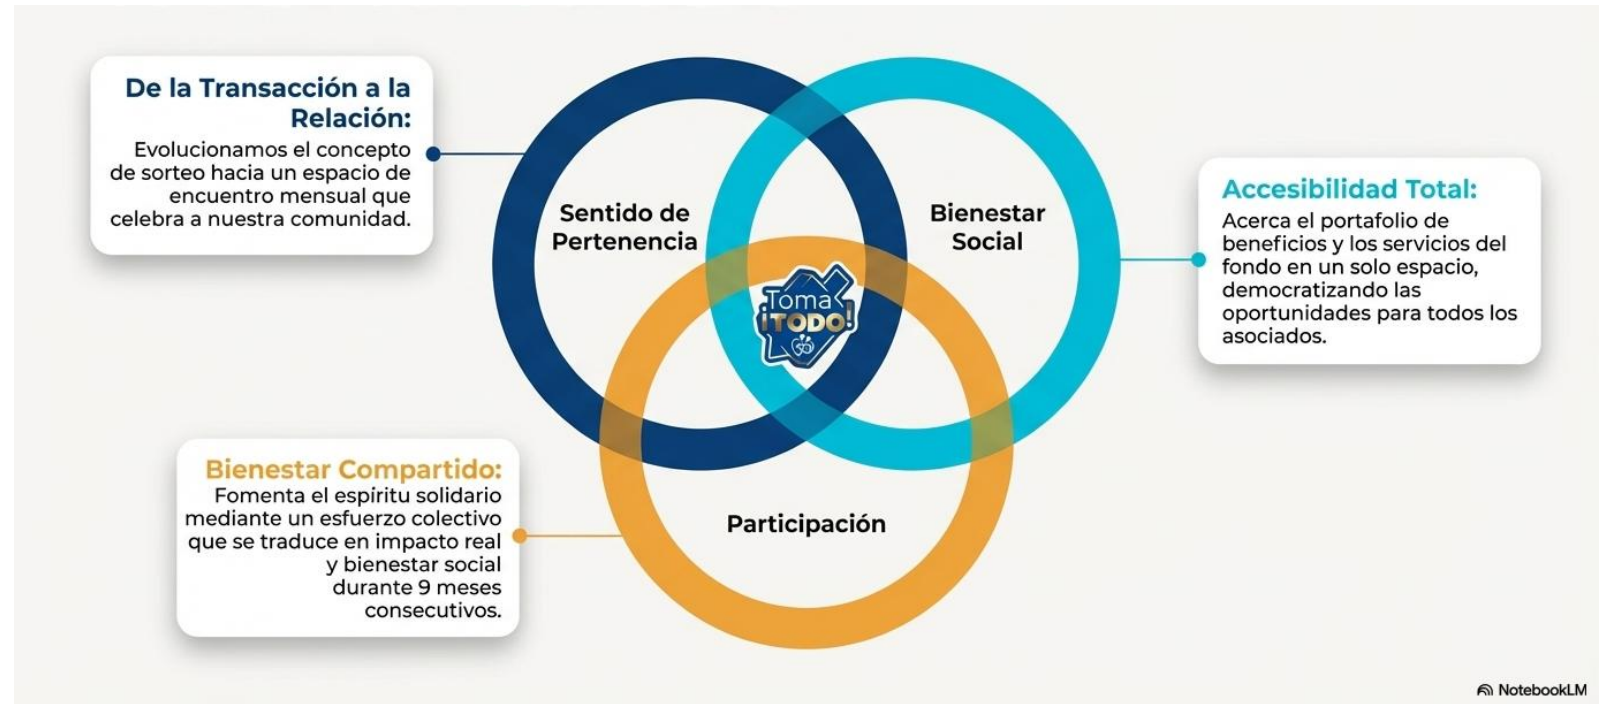 De la Transacción a la
Relación:
Evolucionamos el concepto
de sorteo hacia un espacio de
encuentro mensual que
celebra a nuestra comunidad.
Sentido de
Pertenencia
Bienestar
Social
Accesibilidad Total:
Acerca el portafolio de
beneficios y los servicios del
fondo en un solo espacio,
democratizando las
oportunidades para todos los
asociados.
Toma
¡TODO!
Bienestar Compartido:
Fomenta el espíritu solidario
mediante un esfuerzo colectivo
que se traduce en impacto real
y bienestar social
durante 9 meses
consecutivos.
Participación
NotebookLM